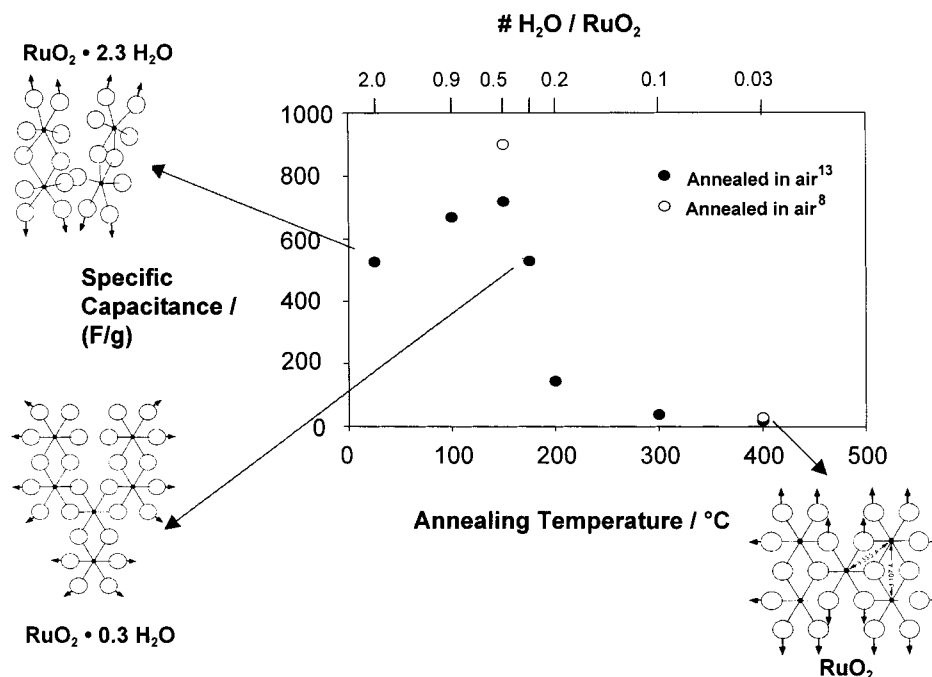 # H₂O / RuO₂
RuO₂ • 2.3 H₂O
2.0 0.9 0.5 0.2 0.1 0.03
1000
800
600
400
200
0
Annealed in air¹³
Annealed in air⁸
Specific
Capacitance /
(F/g)
0 100 200 300 400 500
Annealing Temperature / °C
RuO₂ • 0.3 H₂O
RuO₂